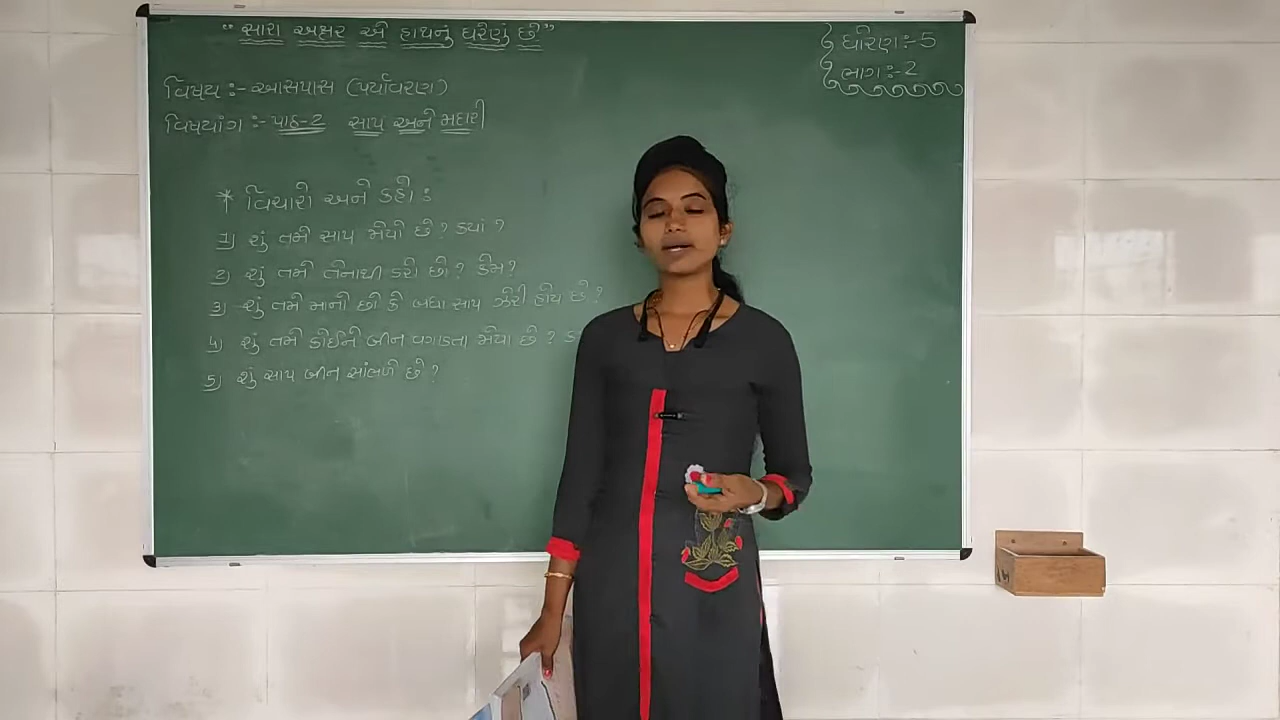 “સારા અક્ષર એ હાથનું ઘરેણું છે”
ધોરણ:-5
ભાગ:-2
વિષય :- આસપાસ (પર્યાવરણ)
વિષયાંગ :- પાઠ-2 સાપ અને મદારી
* વિચારો અને કહો :
1) શું તમે સાપ જોયો છે? ક્યાં ?
2) શું તમે તેનાથી ડરો છો? કેમ?
3) શું તમે માનો છો કે બધા સાપ ઝેરી હોય છે ?
4) શું તમે કોઈને બીન વગાડતા જોયા છે ?
5) શું સાપ બીન સાંભળે છે ?